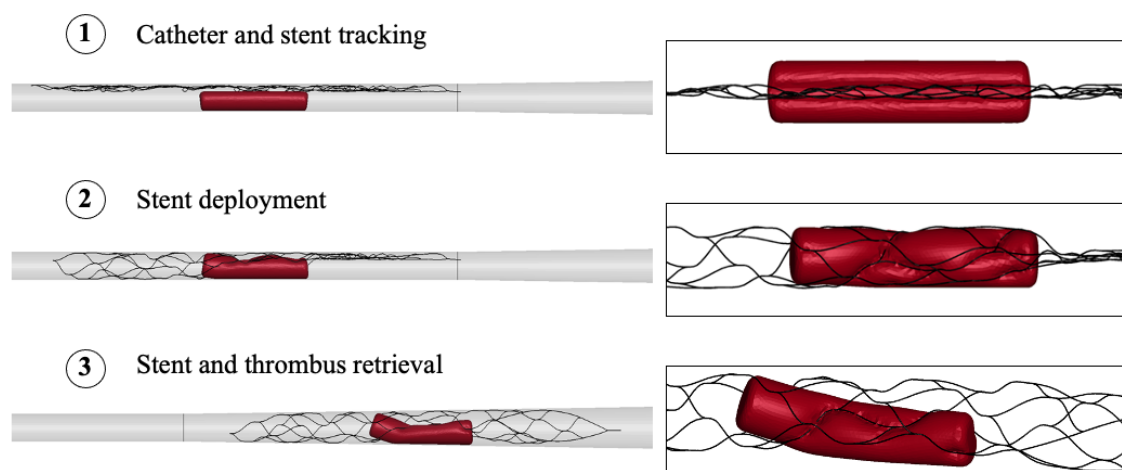 1 Catheter and stent tracking
2 Stent deployment
3 Stent and thrombus retrieval